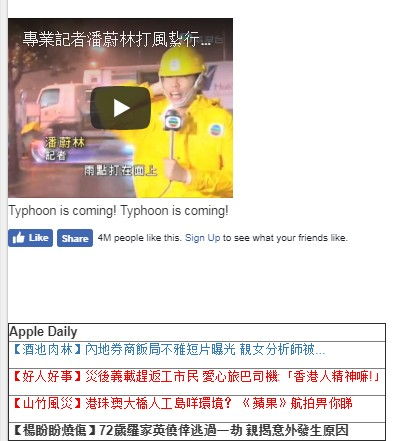 專業記者潘蔚林打風紮行...
潘蔚林
記者
雨點打在面上
Typhoon is coming! Typhoon is coming!
Like Share 4M people like this. Sign Up to see what your friends like.
Apple Daily
【酒池肉林】內地券商飯局不雅短片曝光 靚女分析師被...
【好人好事】災後義載趕返工市民 愛心旅巴司機:「香港人精神嘛!」
【山竹風災】港珠澳大橋人工島咩環境？《蘋果》航拍畀你睇
【楊盼盼燒傷】72歲羅家英僥倖逃過一劫 親揭意外發生原因